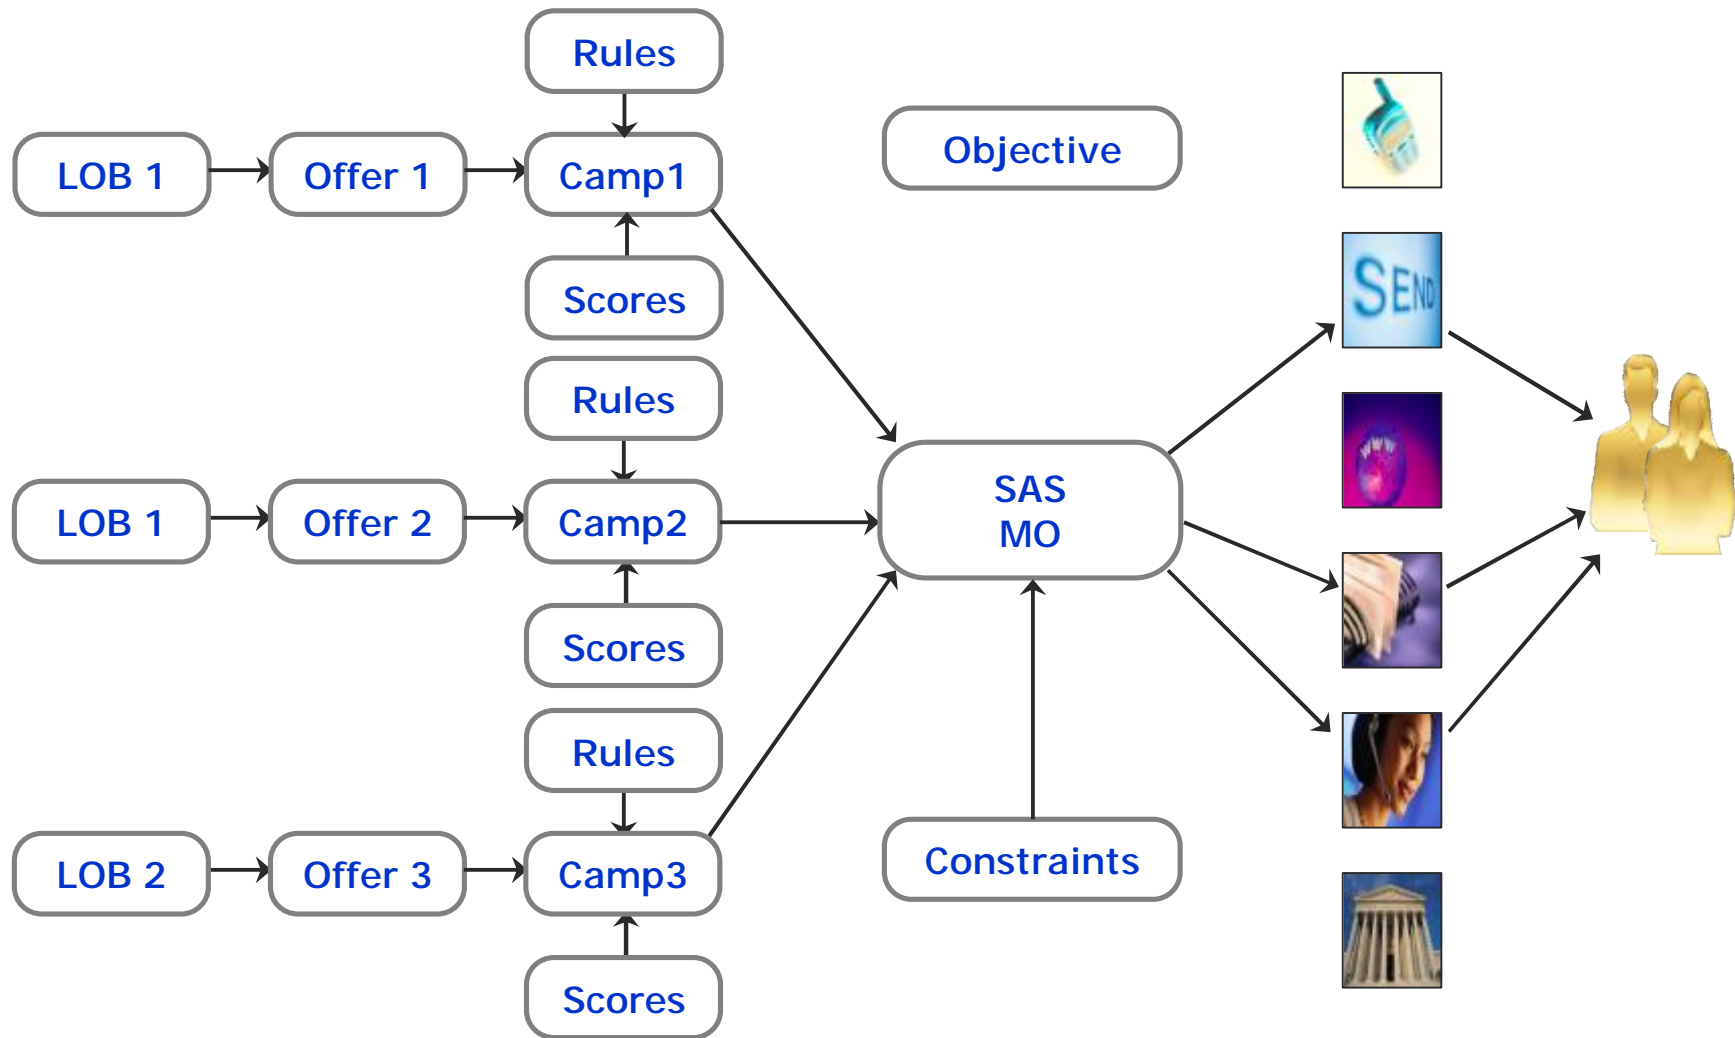 Rules
LOB 1
Offer 1
Camp1
Objective
Scores
SEND
Rules
LOB 1
Offer 2
Camp2
SAS
MO
WWW
Scores
Rules
LOB 2
Offer 3
Camp3
Constraints
Scores